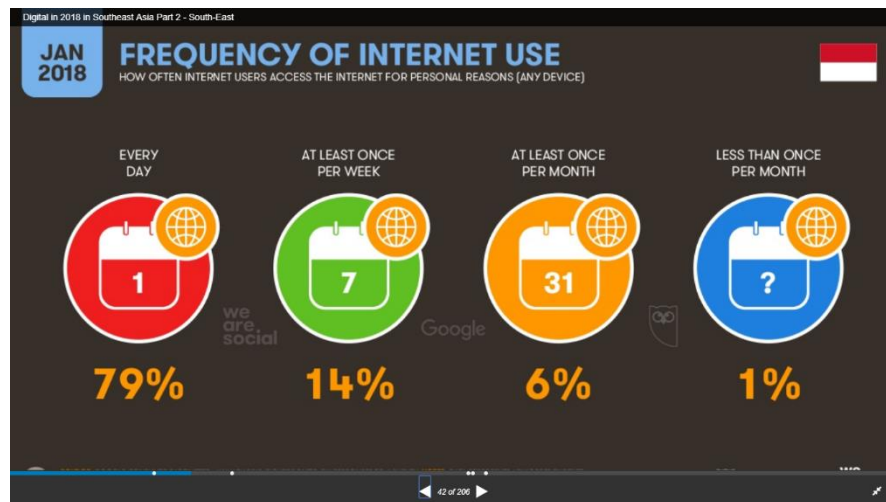 Digital in 2018 in Southeast Asia Part 2 - South-East
JAN
2018
FREQUENCY OF INTERNET USE
HOW OFTEN INTERNET USERS ACCESS THE INTERNET FOR PERSONAL REASONS (ANY DEVICE)
EVERY
DAY
AT LEAST ONCE
PER WEEK
AT LEAST ONCE
PER MONTH
LESS THAN ONCE
PER MONTH
1
7
31
?
we
are
social
Google
79%
14%
6%
1%
42 of 206